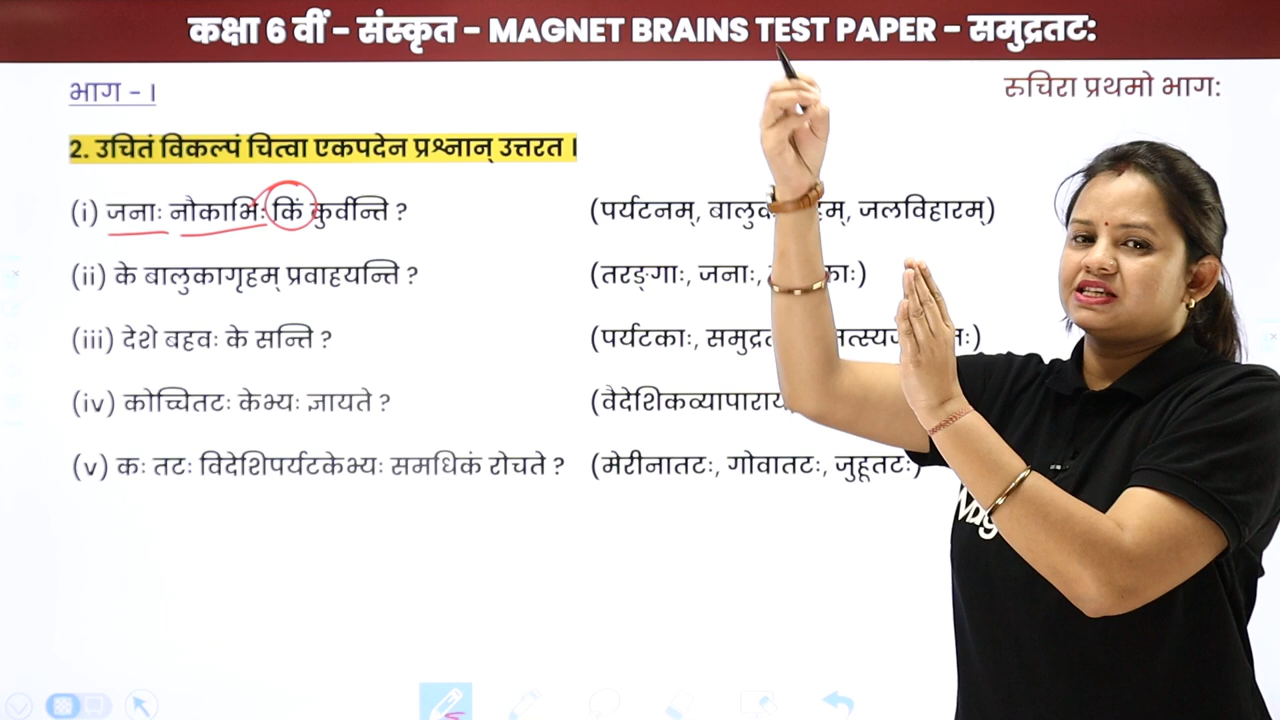 कक्षा 6 वीं - संस्कृत - MAGNET BRAINS TEST PAPER - समुद्रतटः
भाग - I
रुचिरा प्रथमो भागः
2. उचितं विकल्पं चित्वा एकपदेन प्रश्नान् उत्तरत ।
(i) जनाः नौकाभिः किं कुर्वन्ति ? (पर्यटनम्, जलविहारम्)
(ii) के बालुकागृहम् प्रवाहयन्ति ? (तरङ्गाः, जनाः,
(iii) देशे बहवः के सन्ति ? (पर्यटकाः,
(iv) कोच्चितटः केभ्यः ज्ञायते ?
(v) कः तटः विदेशिपर्यटकेभ्यः समधिकं रोचते ? (मेरीनातटः, गोवातटः, जुहूतटः)